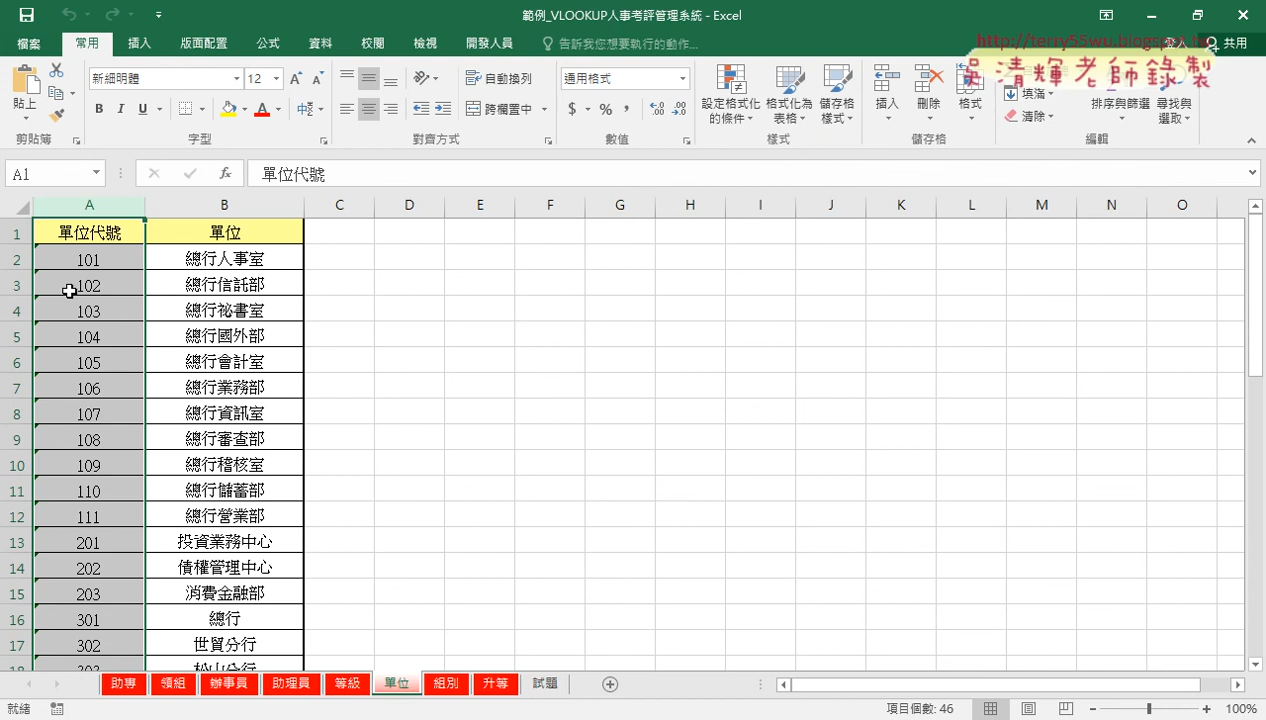 範例_VLOOKUP人事考評管理系統 - Excel
http://terry55wu.blogspot.tw
吳清輝老師錄製
檔案 常用 插入 版面配置 公式 資料 校閱 檢視 開發人員 告訴我您想要執行的動作... 登入 共用
貼上 新細明體 12 自動換列 通用格式 設定格式化的條件 格式化為表格 儲存格樣式 插入 刪除 格式 填滿 排序與篩選 尋找與選取
B I U A 中 跨欄置中 $ % , 清除
剪貼簿 字型 對齊方式 數值 樣式 儲存格 編輯
A1 fx 單位代號
A B C D E F G H I J K L M N O
1 單位代號 單位
2 101 總行人事室
3 102 總行信託部
4 103 總行祕書室
5 104 總行國外部
6 105 總行會計室
7 106 總行業務部
8 107 總行資訊室
9 108 總行審查部
10 109 總行稽核室
11 110 總行儲蓄部
12 111 總行營業部
13 201 投資業務中心
14 202 債權管理中心
15 203 消費金融部
16 301 總行
17 302 世貿分行
18 303 松山分行
助專 領組 辦事員 助理員 等級 單位 組別 升等 試題
就緒 項目個數: 46 100%